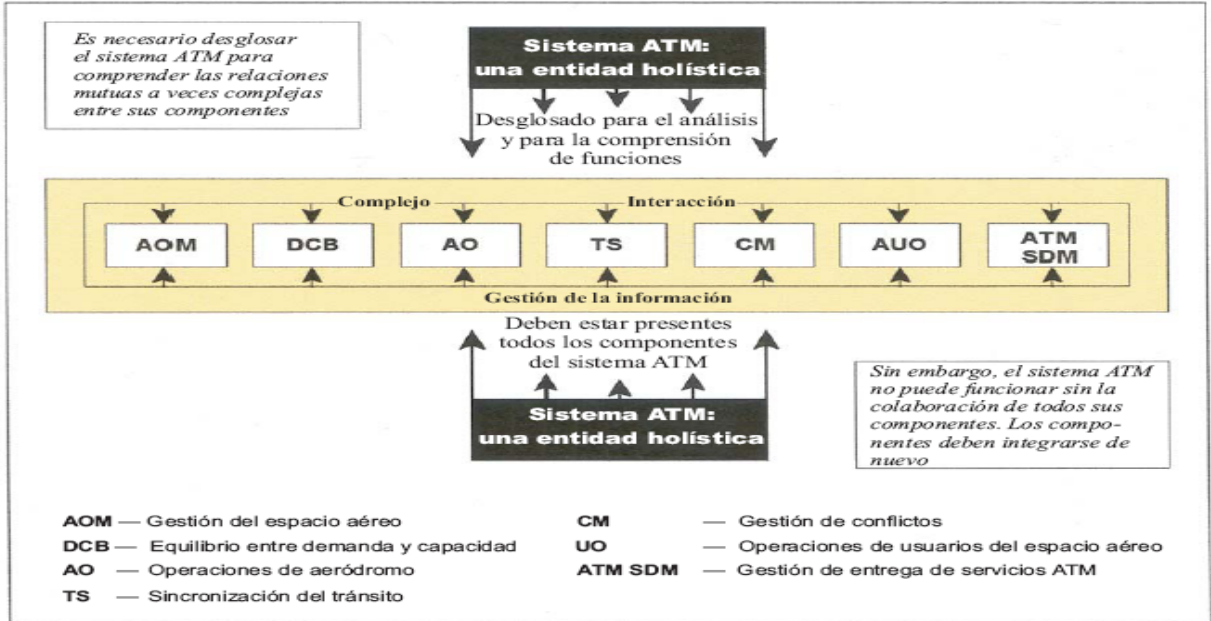 Es necesario desglosar
el sistema ATM para
comprender las relaciones
mutuas a veces complejas
entre sus componentes
Sistema ATM:
una entidad holística
Desglosado para el análisis
y para la comprensión
de funciones
Complejo
Interacción
AOM
DCB
AO
TS
CM
AUO
ATM
SDM
Gestión de la información
Deben estar presentes
todos los componentes
del sistema ATM
Sistema ATM:
una entidad holística
Sin embargo, el sistema ATM
no puede funcionar sin la
colaboración de todos sus
componentes. Los compo-
nentes deben integrarse de
nuevo
AOM — Gestión del espacio aéreo
DCB — Equilibrio entre demanda y capacidad
AO — Operaciones de aeródromo
TS — Sincronización del tránsito
CM — Gestión de conflictos
UO — Operaciones de usuarios del espacio aéreo
ATM SDM — Gestión de entrega de servicios ATM